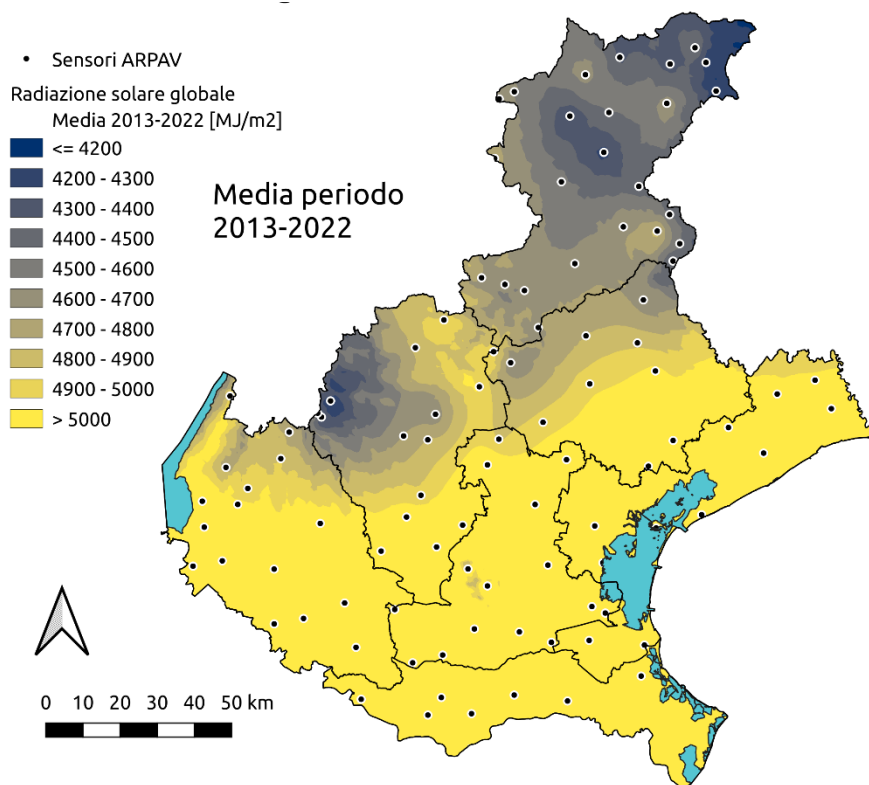 Sensori ARPAV
Radiazione solare globale
Media 2013-2022 [MJ/m2]
<= 4200
4200 - 4300
4300 - 4400
4400 - 4500
4500 - 4600
4600 - 4700
4700 - 4800
4800 - 4900
4900 - 5000
> 5000
Media periodo
2013-2022
0 10 20 30 40 50 km